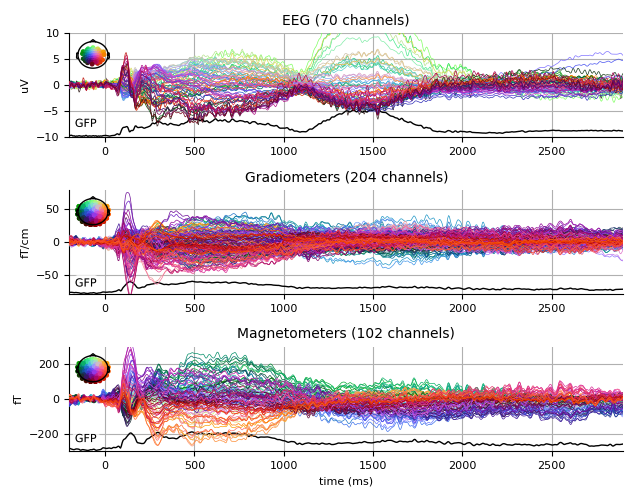 EEG (70 channels)
10
5
0
−5
−10
uV
GFP
0 500 1000 1500 2000 2500
Gradiometers (204 channels)
50
0
−50
fT/cm
GFP
0 500 1000 1500 2000 2500
Magnetometers (102 channels)
200
0
−200
fT
GFP
0 500 1000 1500 2000 2500
time (ms)